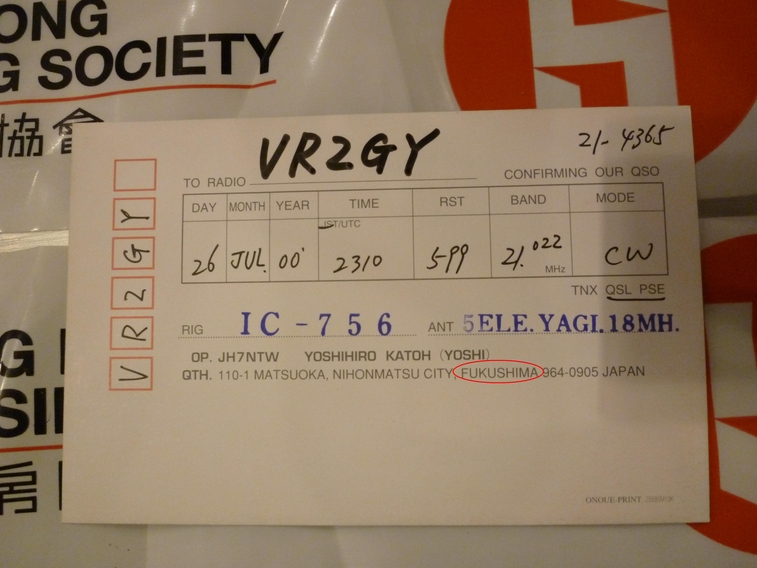 ONG
G SOCIETY
協會
VR2GY
21-4365
TO RADIO CONFIRMING OUR QSO
DAY MONTH YEAR TIME RST BAND MODE
JST/UTC
26 JUL. 00' 2310 599 21.022 MHz CW
TNX QSL PSE
RIG IC-756 ANT 5ELE.YAGI.18MH.
OP. JH7NTW YOSHIHIRO KATOH (YOSHI)
QTH. 110-1 MATSUOKA, NIHONMATSU CITY, FUKUSHIMA 964-0905 JAPAN
VR2GY
ONOUE-PRINT